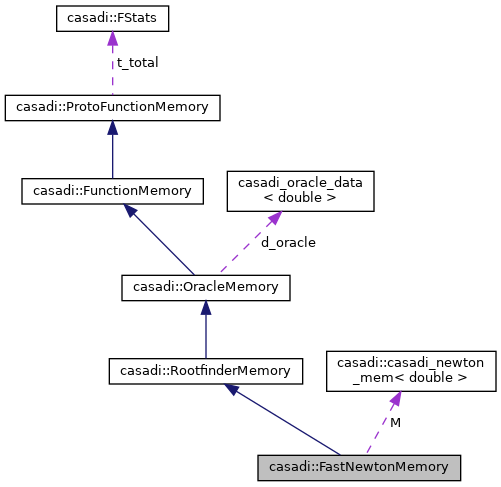 casadi::FStats
t_total
casadi::ProtoFunctionMemory
casadi::FunctionMemory
casadi_oracle_data
< double >
d_oracle
casadi::OracleMemory
casadi::RootfinderMemory
casadi::casadi_newton
_mem< double >
M
casadi::FastNewtonMemory